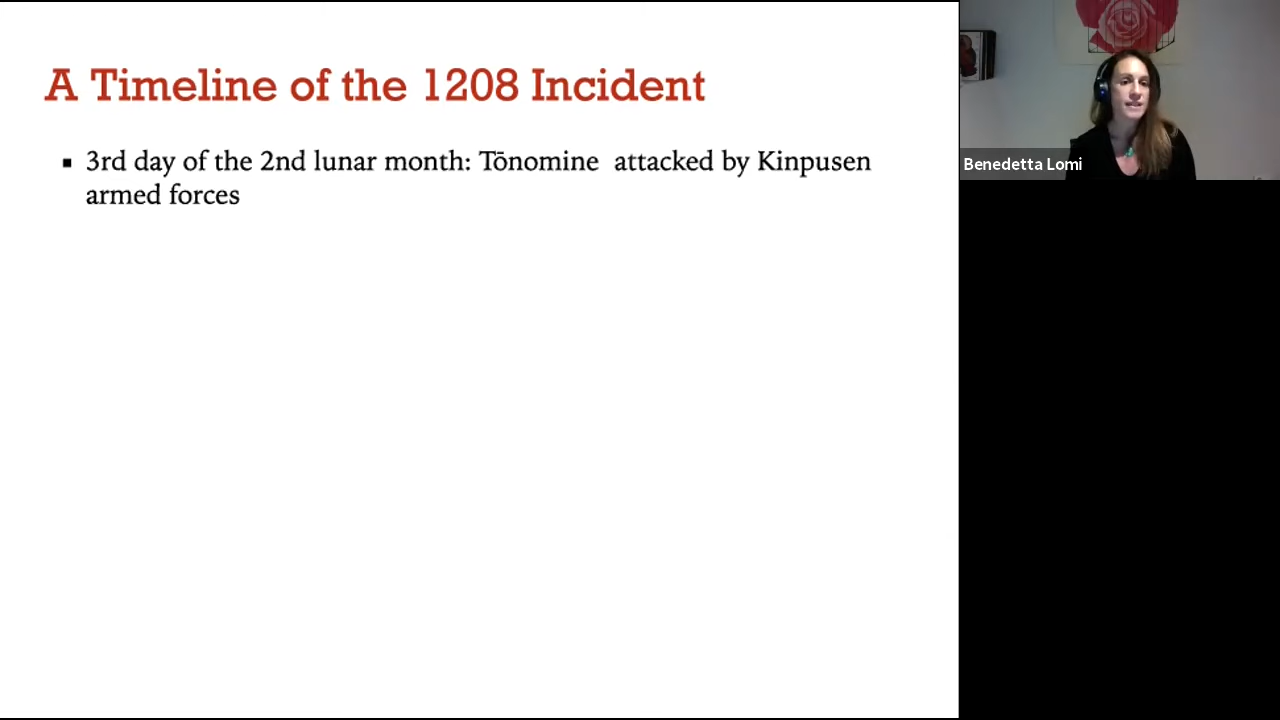 A Timeline of the 1208 Incident
▪ 3rd day of the 2nd lunar month: Tōnomine  attacked by Kinpusen
armed forces
Benedetta Lomi